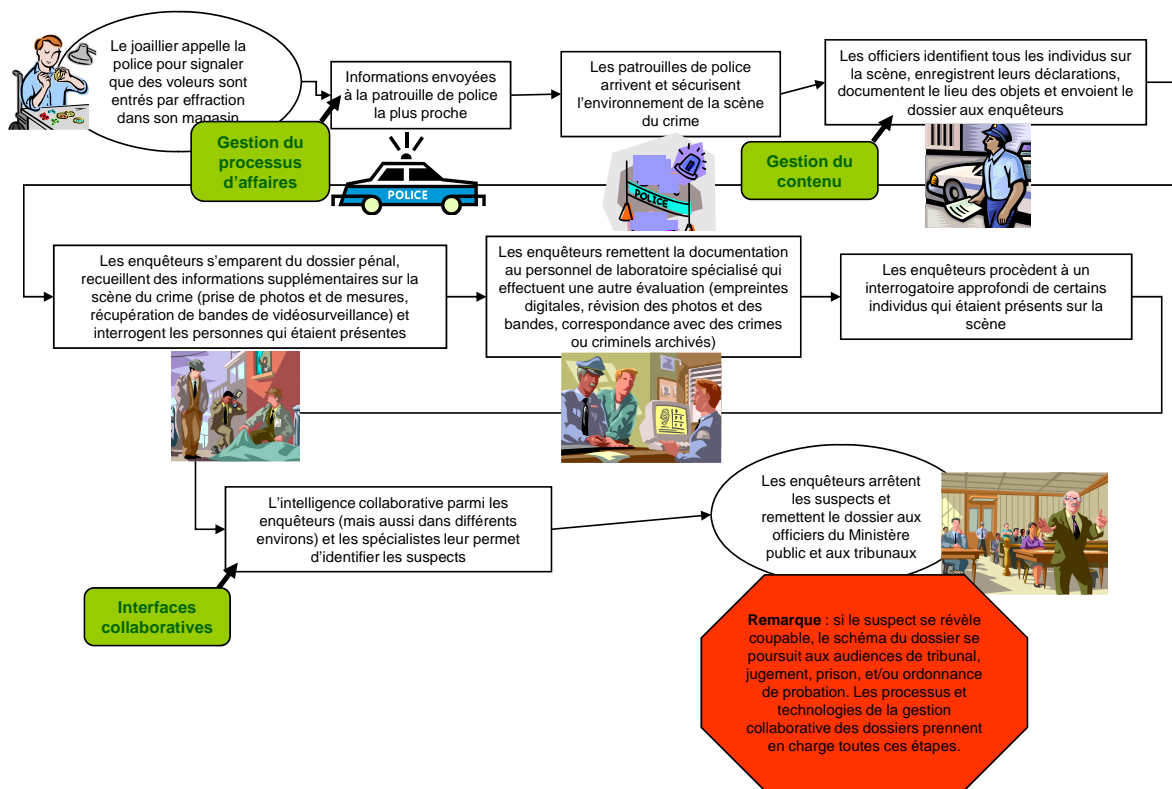 Le joaillier appelle la
police pour signaler
que des voleurs sont
entrés par effraction
dans son magasin
Gestion du
processus
d'affaires
Informations envoyées
à la patrouille de police
la plus proche
POLICE
Les patrouilles de police
arrivent et sécurisent
l'environnement de la scène
du crime
POLICE
Gestion du
contenu
Les officiers identifient tous les individus sur
la scène, enregistrent leurs déclarations,
documentent le lieu des objets et envoient le
dossier aux enquêteurs
Les enquêteurs s'emparent du dossier pénal,
recueillent des informations supplémentaires sur la
scène du crime (prise de photos et de mesures,
récupération de bandes de vidéosurveillance) et
interrogent les personnes qui étaient présentes
Les enquêteurs remettent la documentation
au personnel de laboratoire spécialisé qui
effectuent une autre évaluation (empreintes
digitales, révision des photos et des
bandes, correspondance avec des crimes
ou criminels archivés)
Les enquêteurs procèdent à un
interrogatoire approfondi de certains
individus qui étaient présents sur la
scène
L'intelligence collaborative parmi les
enquêteurs (mais aussi dans différents
environs) et les spécialistes leur permet
d'identifier les suspects
Interfaces
collaboratives
Les enquêteurs arrêtent
les suspects et
remettent le dossier aux
officiers du Ministère
public et aux tribunaux
Remarque : si le suspect se révèle
coupable, le schéma du dossier se
poursuit aux audiences de tribunal,
jugement, prison, et/ou ordonnance
de probation. Les processus et
technologies de la gestion
collaborative des dossiers prennent
en charge toutes ces étapes.